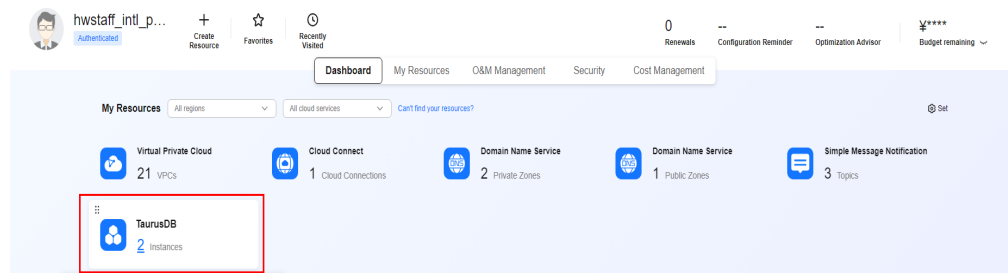 hwstaff_intl_p...
Authenticated
Create Resource
Favorites
Recently Visited
0
Renewals
--
Configuration Reminder
--
Optimization Advisor
¥****
Budget remaining
Dashboard
My Resources
O&M Management
Security
Cost Management
My Resources
All regions
All cloud services
Can't find your resources?
Set
Virtual Private Cloud
21 VPCs
Cloud Connect
1 Cloud Connections
DNS
Domain Name Service
2 Private Zones
DNS
Domain Name Service
1 Public Zones
Simple Message Notification
3 Topics
TaurusDB
2 Instances